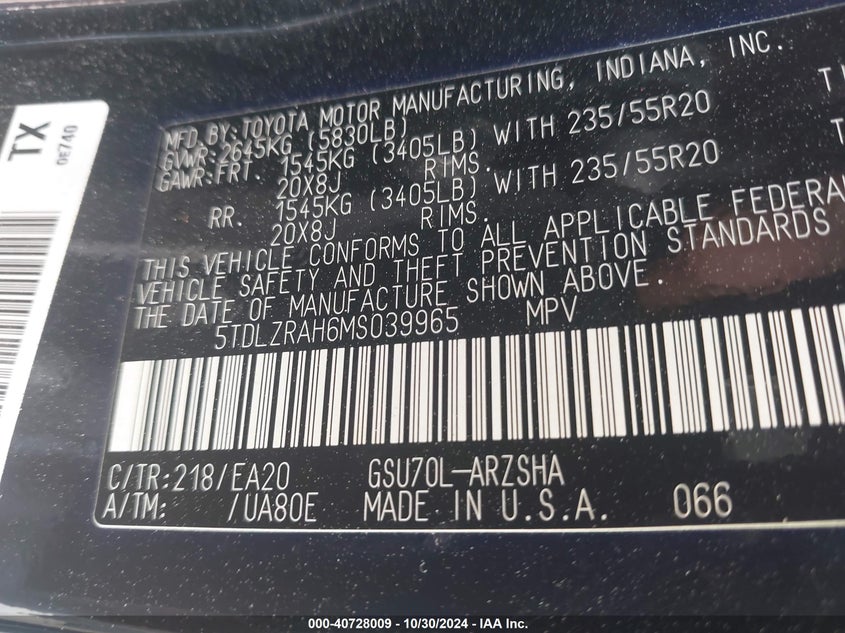 TX
0E740
MFD.BY:TOYOTA MOTOR MANUFACTURING, INDIANA, INC.
GVWR:2645KG (5830LB)
GAWR:FRT. 1545KG (3405LB) WITH 235/55R20
20X8J RIMS.
RR. 1545KG (3405LB) WITH 235/55R20
20X8J RIMS.
THIS VEHICLE CONFORMS TO ALL APPLICABLE FEDERA
VEHICLE SAFETY AND THEFT PREVENTION STANDARDS
THE DATE OF MANUFACTURE SHOWN ABOVE.
5TDLZRAH6MS039965 MPV
C/TR:218/EA20 GSU70L-ARZSHA
A/TM: /UA80E MADE IN U.S.A. 066
000-40728009 - 10/30/2024 - IAA Inc.